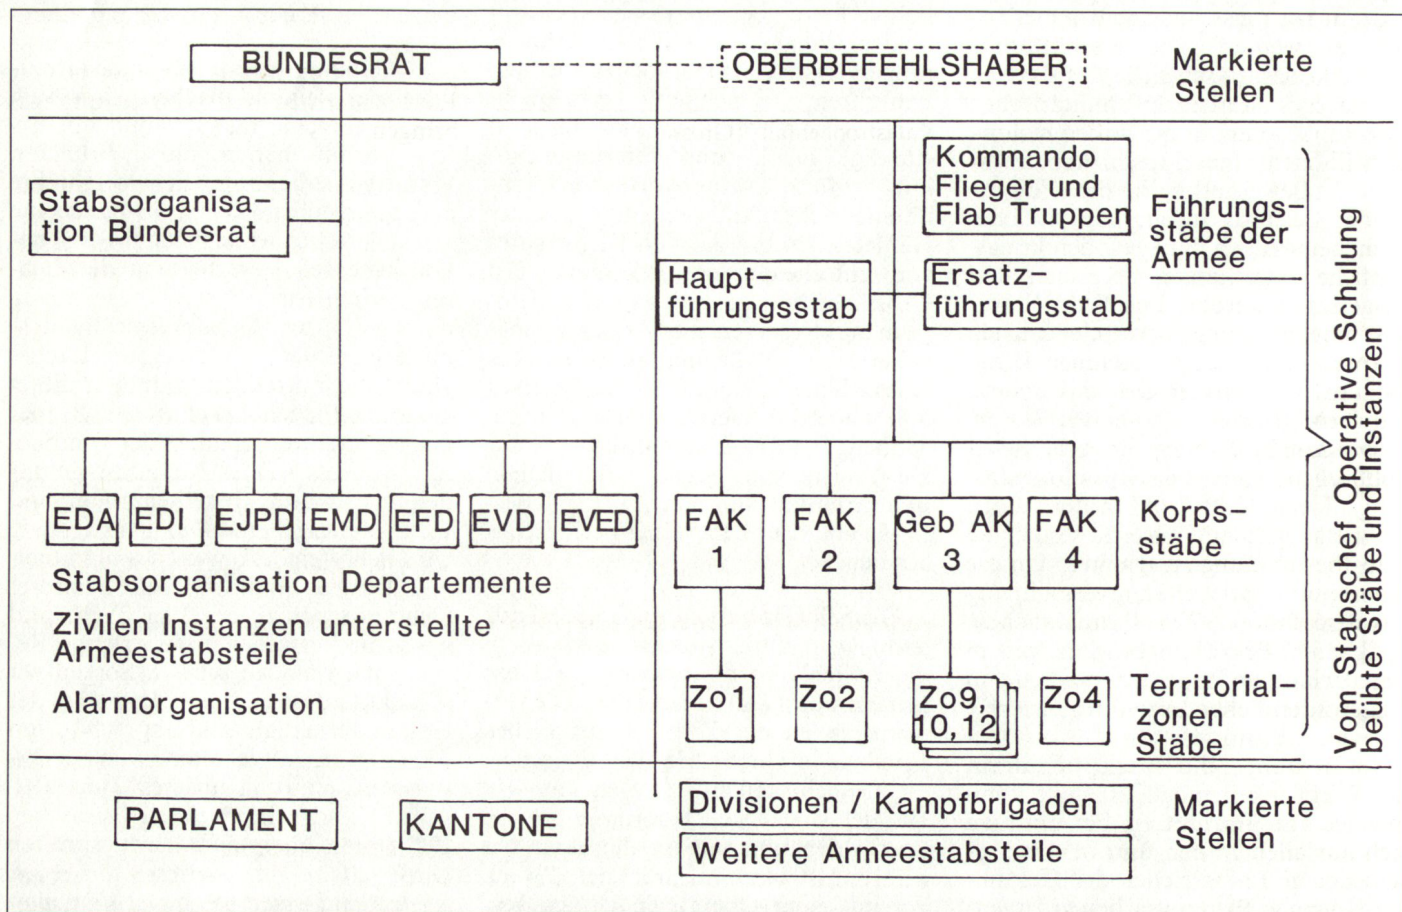 BUNDESRAT
OBERBEFEHLSHABER
Markierte
Stellen
Stabsorganisa-
tion Bundesrat
Kommando
Flieger und
Flab Truppen
Haupt-
führungsstab
Ersatz-
führungsstab
Führungs-
stäbe der
Armee
EDA
EDI
EJPD
EMD
EFD
EVD
EVED
FAK
1
FAK
2
Geb AK
3
FAK
4
Korps-
stäbe
Stabsorganisation Departemente
Zivilen Instanzen unterstellte
Armeestabsteile
Alarmorganisation
Zo1
Zo2
Zo9
10, 12
Zo4
Territorial-
zonen
Stäbe
Von Stabschef Operative Schulung
beübte Stäbe und Instanzen
PARLAMENT
KANTONE
Divisionen / Kampfbrigaden
Weitere Armeestabsteile
Markierte
Stellen